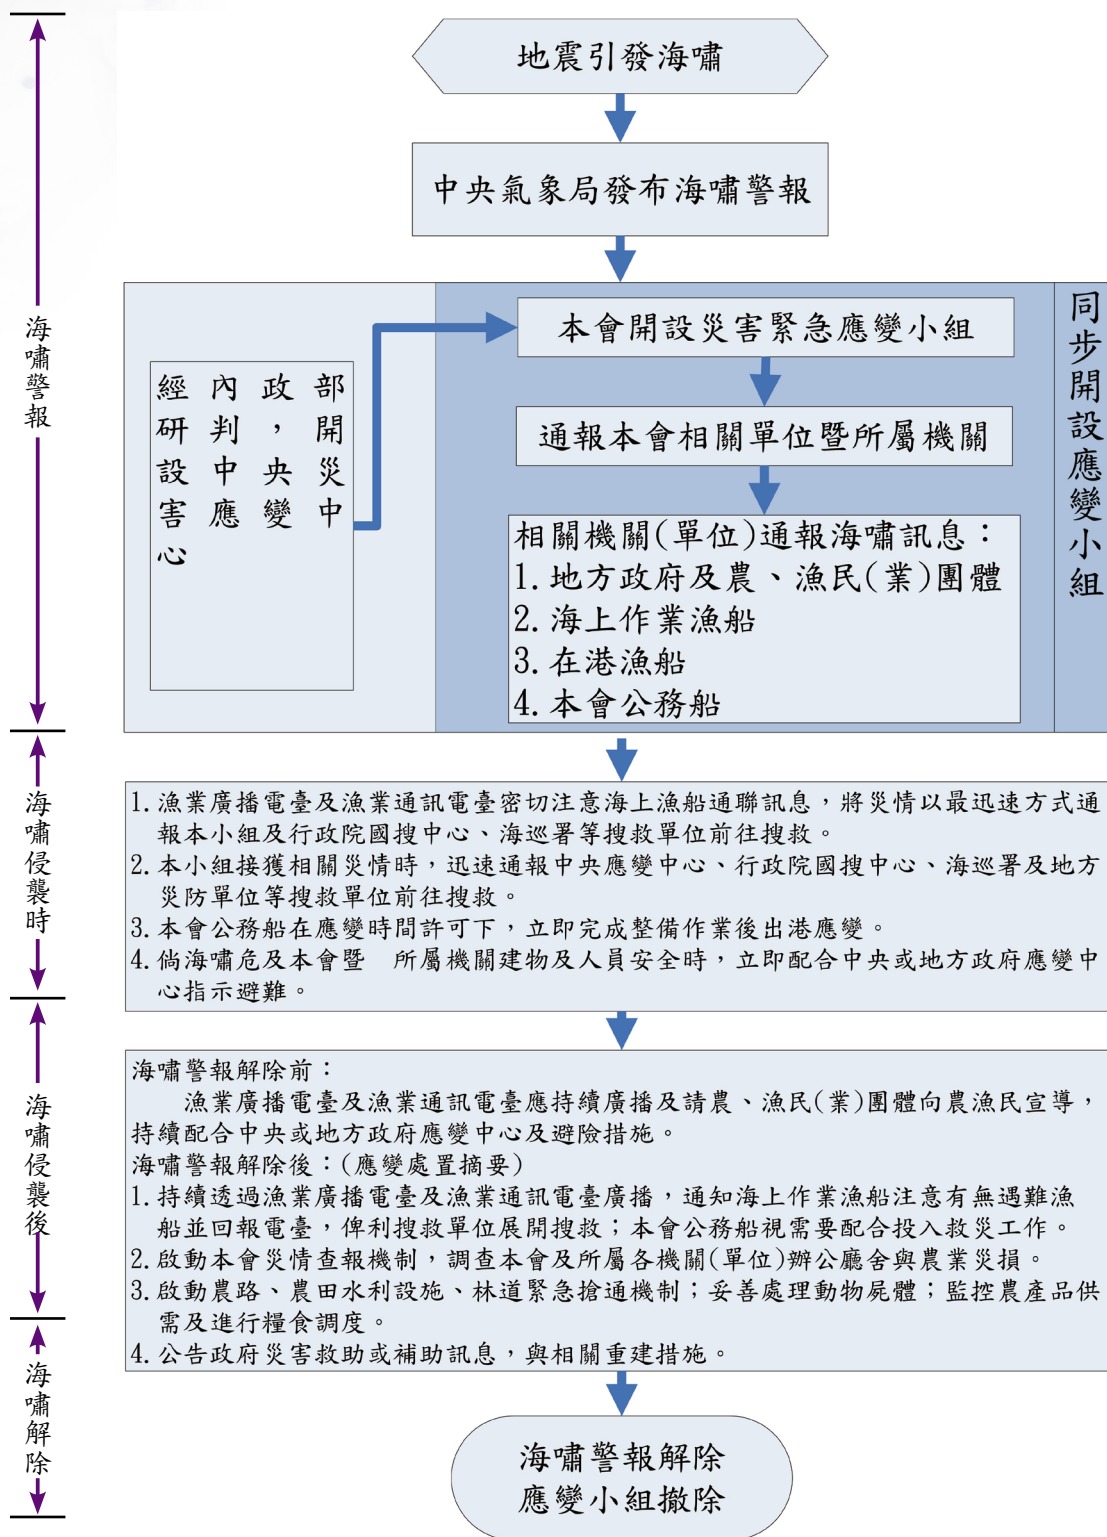 地震引發海嘯
中央氣象局發布海嘯警報
海嘯警報
經內政部
研判,開
設中央災
害應變中
心
本會開設災害緊急應變小組
通報本會相關單位暨所屬機關
相關機關(單位)通報海嘯訊息:
1.地方政府及農、漁民(業)團體
2.海上作業漁船
3.在港漁船
4.本會公務船
同步開設應變小組
海嘯侵襲時
1.漁業廣播電臺及漁業通訊電臺密切注意海上漁船通聯訊息,將災情以最迅速方式通
報本小組及行政院國搜中心、海巡署等搜救單位前往搜救。
2.本小組接獲相關災情時,迅速通報中央應變中心、行政院國搜中心、海巡署及地方
災防單位等搜救單位前往搜救。
3.本會公務船在應變時間許可下,立即完成整備作業後出港應變。
4.倘海嘯危及本會暨 所屬機關建物及人員安全時,立即配合中央或地方政府應變中
心指示避難。
海嘯侵襲後
海嘯警報解除前:
漁業廣播電臺及漁業通訊電臺應持續廣播及請農、漁民(業)團體向農漁民宣導,
持續配合中央或地方政府應變中心及避險措施。
海嘯警報解除後:(應變處置摘要)
1.持續透過漁業廣播電臺及漁業通訊電臺廣播,通知海上作業漁船注意有無遇難漁
船並回報電臺,俾利搜救單位展開搜救;本會公務船視需要配合投入救災工作。
2.啟動本會災情查報機制,調查本會及所屬各機關(單位)辦公廳舍與農業災損。
3.啟動農路、農田水利設施、林道緊急搶通機制;妥善處理動物屍體;監控農產品供
需及進行糧食調度。
4.公告政府災害救助或補助訊息,與相關重建措施。
海嘯解除
海嘯警報解除
應變小組撤除